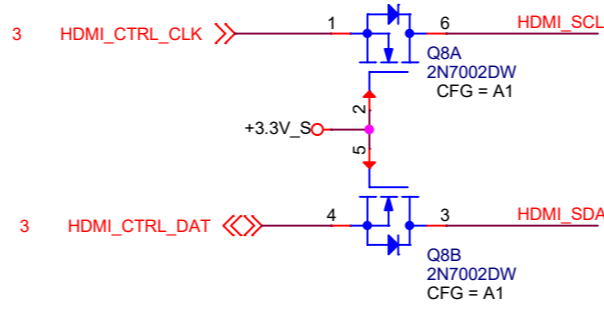 3 HDMI_CTRL_CLK 1 6 HDMI_SCL
Q8A
2N7002DW
CFG = A1
2
+3.3V_S
5
3 HDMI_CTRL_DAT 4 3 HDMI_SDA
Q8B
2N7002DW
CFG = A1